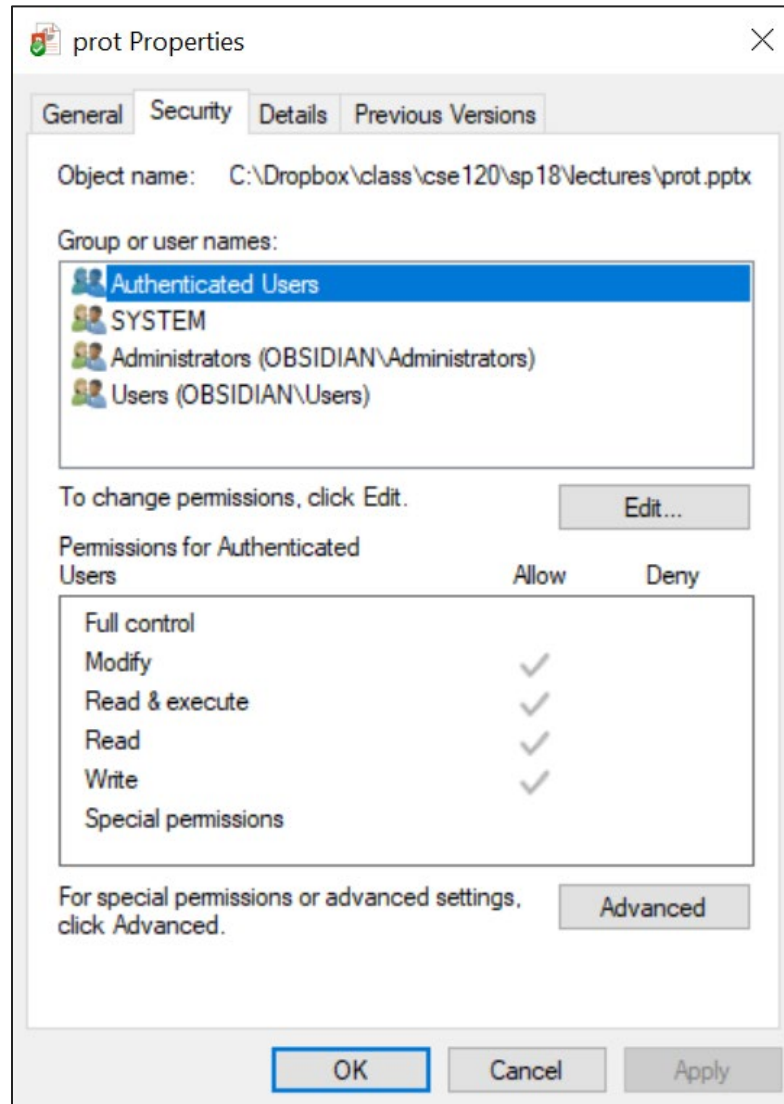 prot Properties
General Security Details Previous Versions
Object name: C:\Dropbox\class\cse120\sp18\lectures\prot.pptx
Group or user names:
Authenticated Users
SYSTEM
Administrators (OBSIDIAN\Administrators)
Users (OBSIDIAN\Users)
To change permissions, click Edit.
Edit...
Permissions for Authenticated
Users Allow Deny
Full control
Modify
Read & execute
Read
Write
Special permissions
For special permissions or advanced settings,
click Advanced.
Advanced
OK Cancel Apply